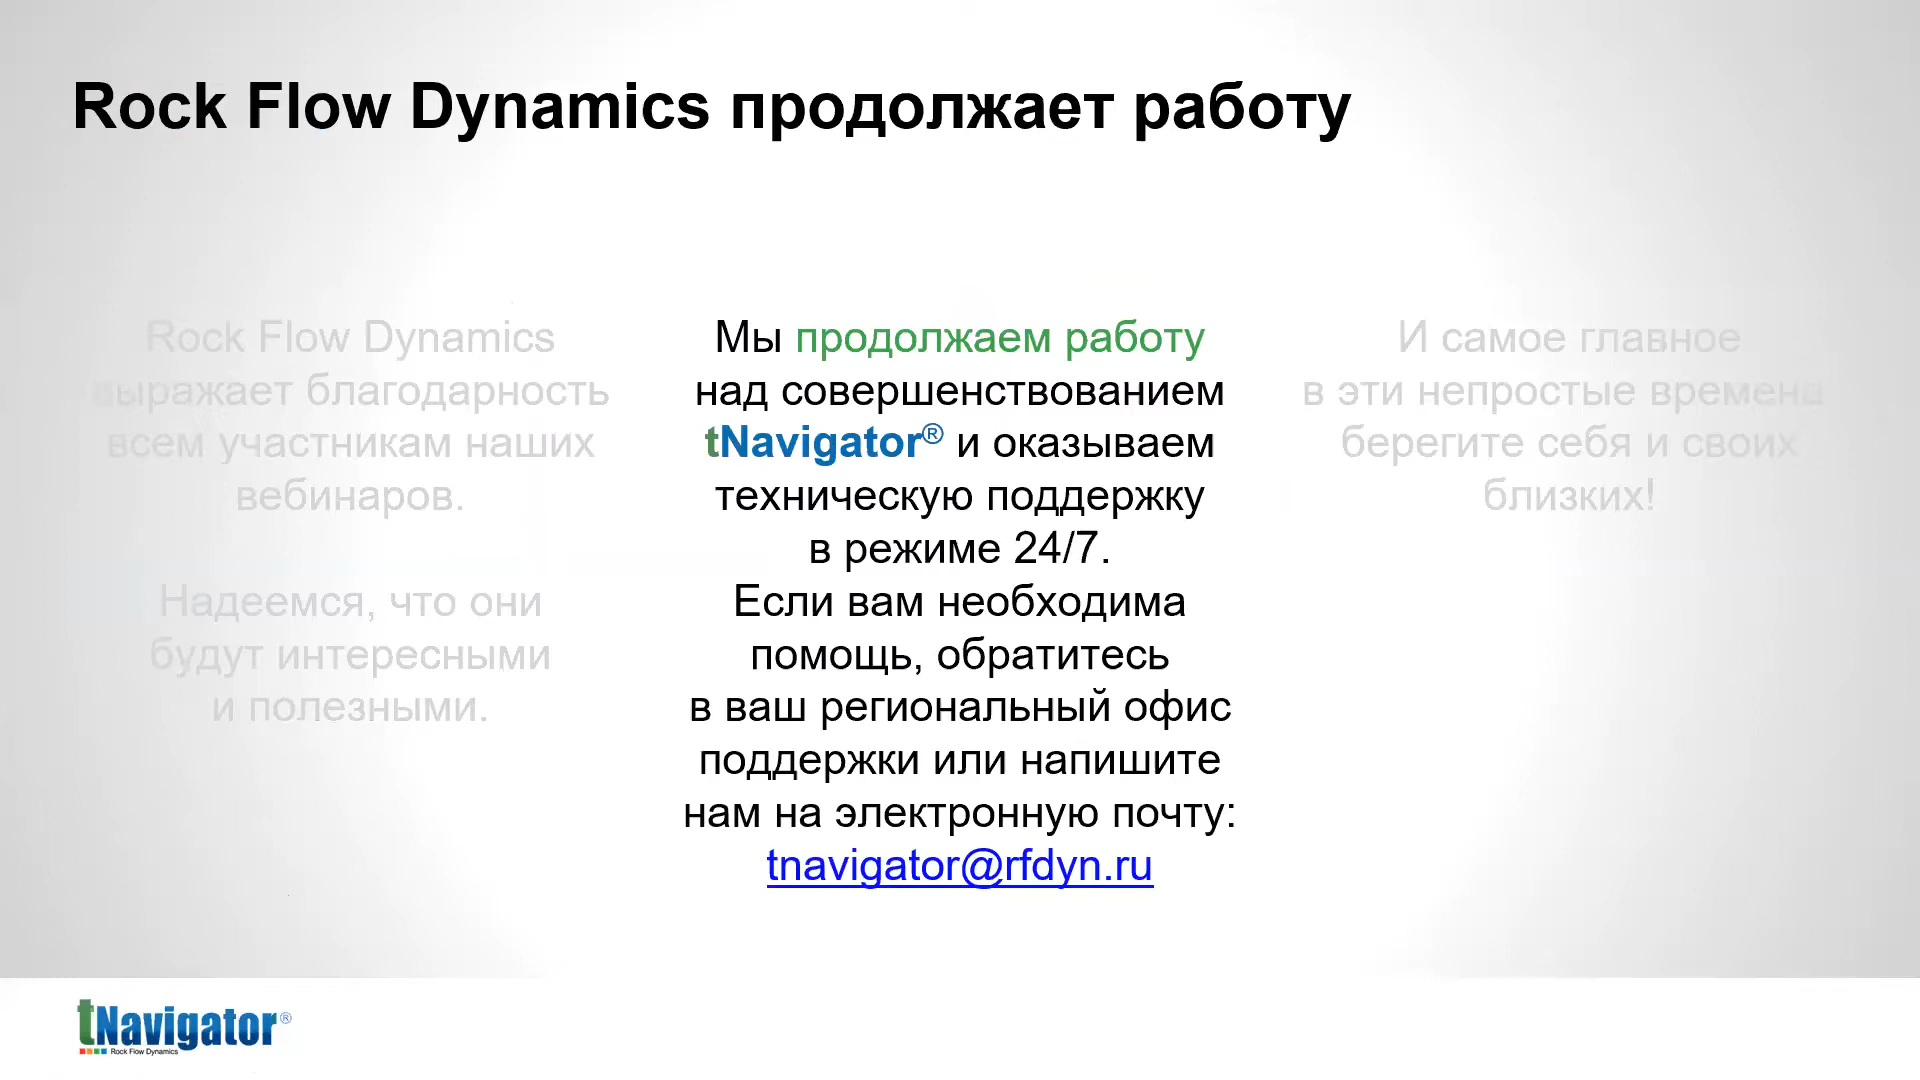 Rock Flow Dynamics продолжает работу
Rock Flow Dynamics
выражает благодарность
всем участникам наших
вебинаров.
Надеемся, что они
будут интересными
и полезными.
Мы продолжаем работу
над совершенствованием
tNavigator® и оказываем
техническую поддержку
в режиме 24/7.
Если вам необходима
помощь, обратитесь
в ваш региональный офис
поддержки или напишите
нам на электронную почту:
tnavigator@rfdyn.ru
И самое главное
в эти непростые времена
берегите себя и своих
близких!
tNavigator®
Rock Flow Dynamics